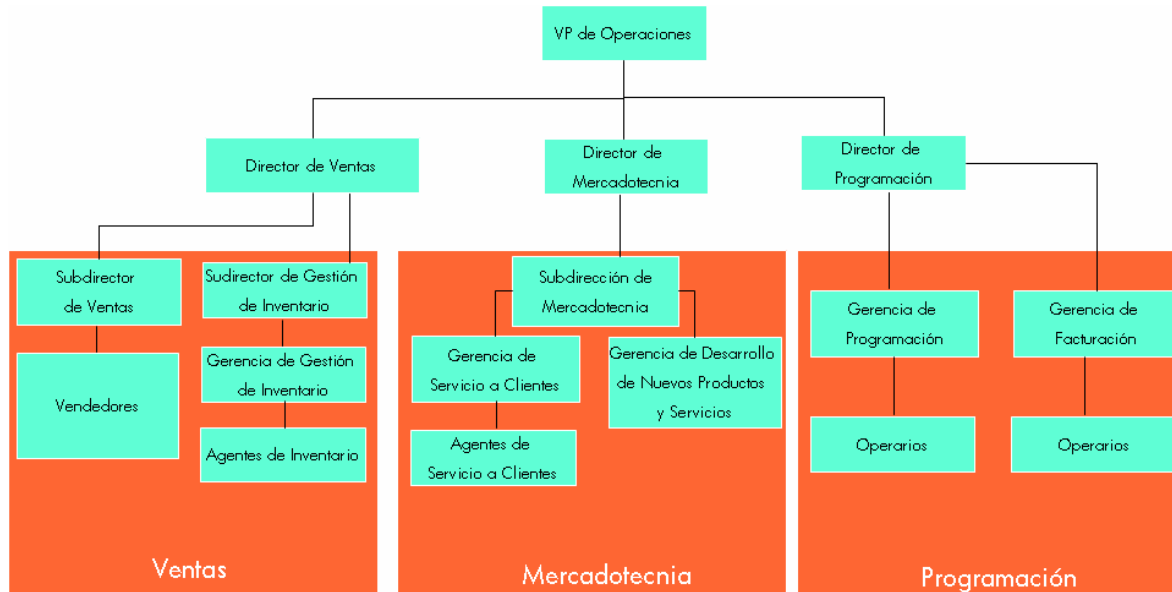 VP de Operaciones
Director de Ventas
Director de
Mercadotecnia
Director de
Programación
Subdirector
de Ventas
Vendedores
Sudirector de Gestión
de Inventario
Gerencia de Gestión
de Inventario
Agentes de Inventario
Ventas
Subdirección de
Mercadotecnia
Gerencia de
Servicio a Clientes
Agentes de
Servicio a Clientes
Gerencia de Desarrollo
de Nuevos Productos
y Servicios
Mercadotecnia
Gerencia de
Programación
Operarios
Gerencia de
Facturación
Operarios
Programación